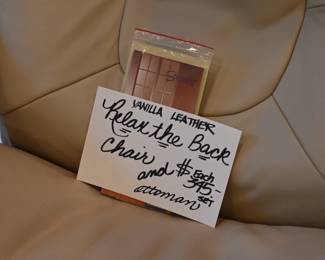 VANILLA LEATHER
Relax the Back
Chair
and $ Each
395-
ottoman SET